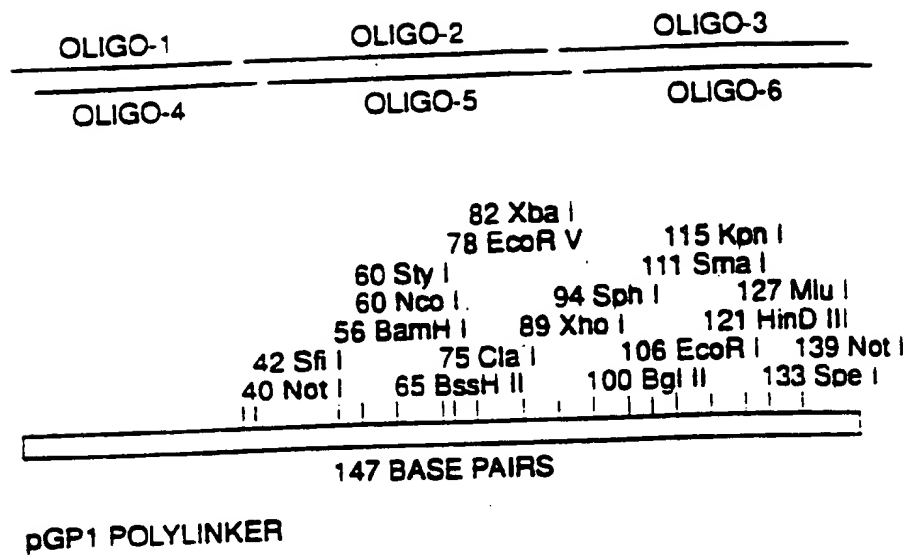 OLIGO-1 OLIGO-2 OLIGO-3
OLIGO-4 OLIGO-5 OLIGO-6
82 Xba I
78 EcoR V 115 Kpn I
60 Sty I 111 Sma I
60 Nco I 94 Sph I 127 Mlu I
56 BamH I 89 Xho I 121 HinD III
42 Sfi I 75 Cla I 106 EcoR I 139 Not I
40 Not I 65 BssH II 100 Bgl II 133 Spe I
147 BASE PAIRS
pGP1 POLYLINKER